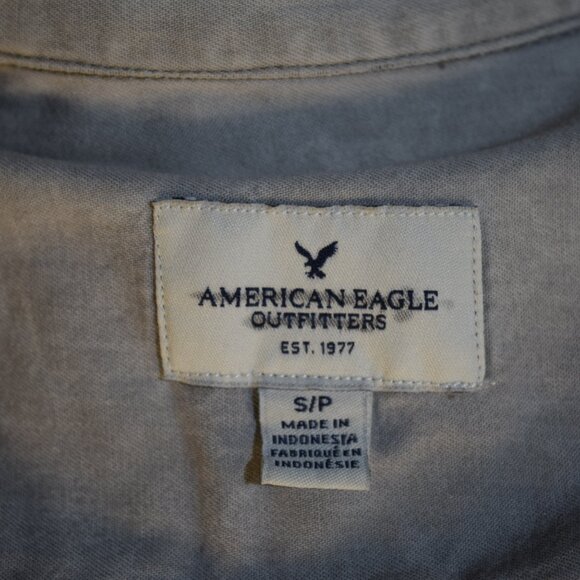 AMERICAN EAGLE
OUTFITTERS
EST. 1977
S/P
MADE IN
INDONESIA
FABRIQUÉ EN
INDONÉSIE